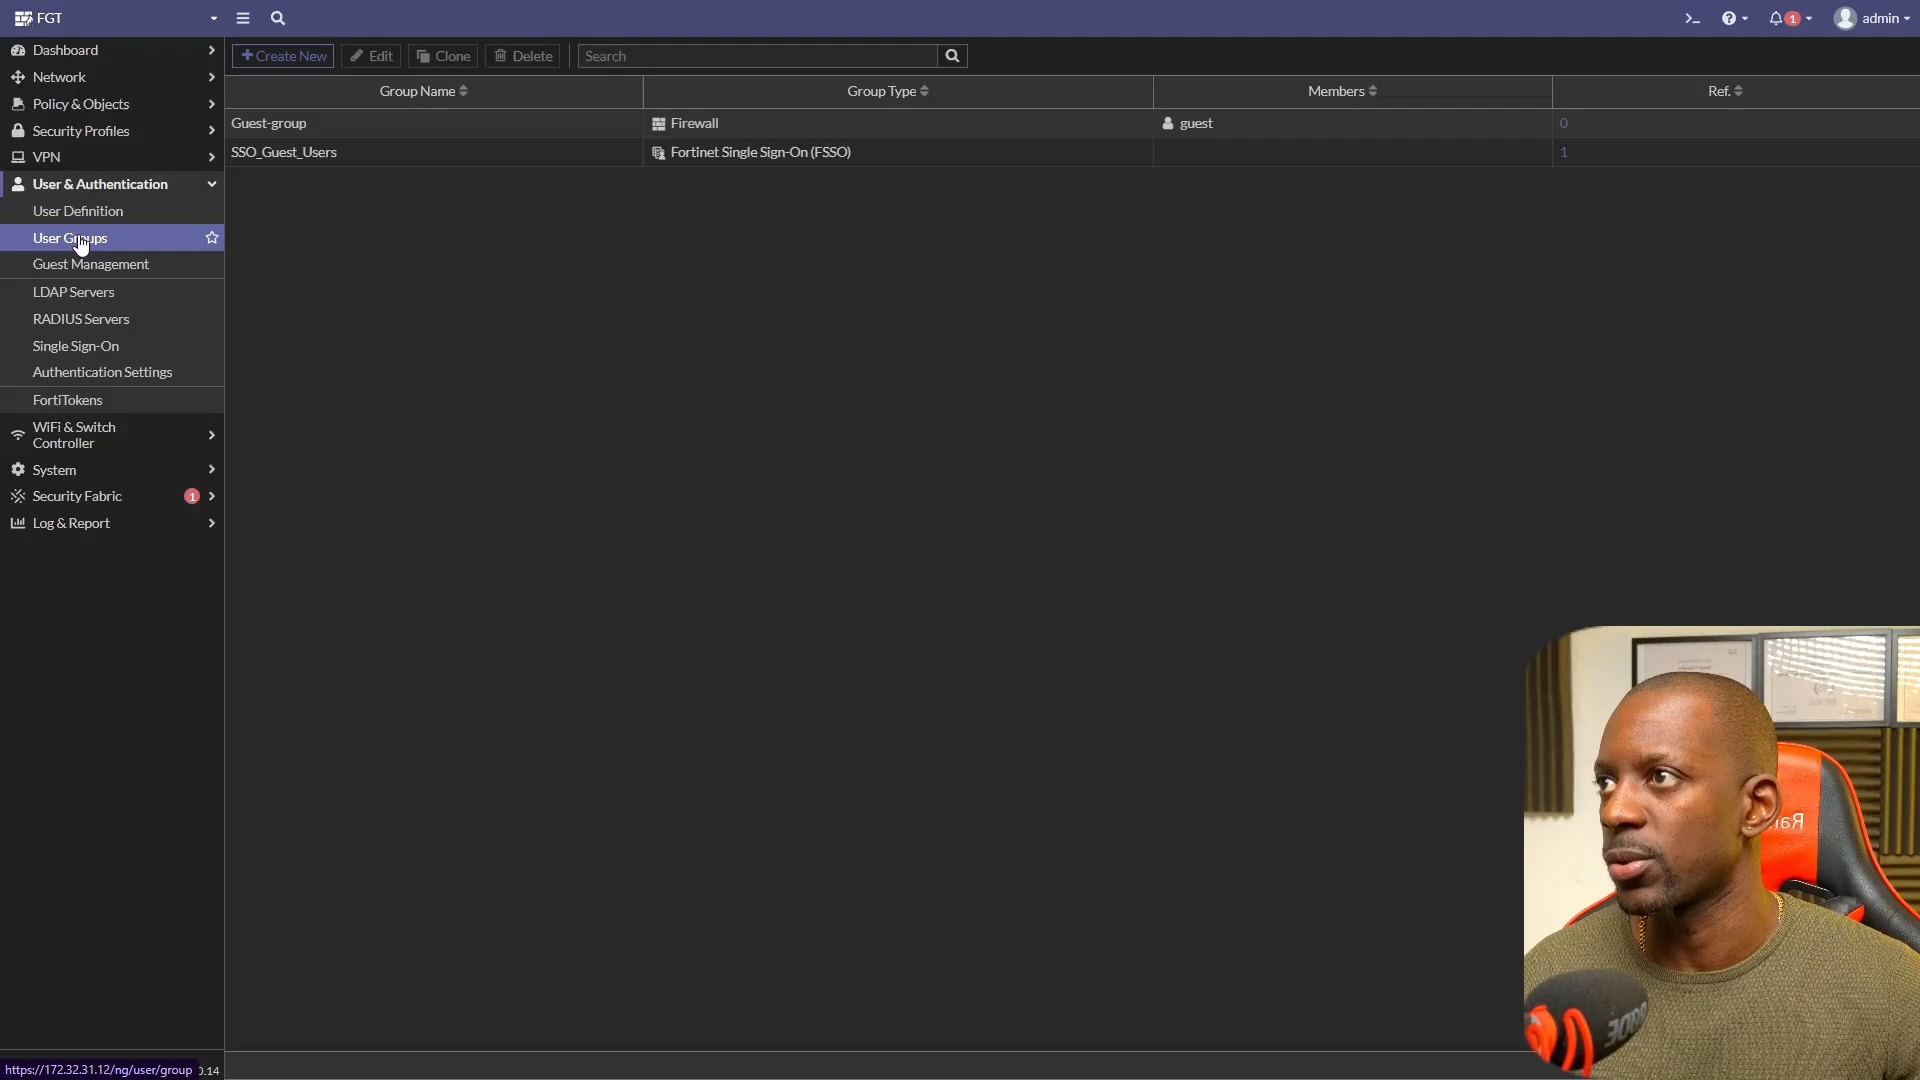 FGT
1
admin
Dashboard
Network
Policy & Objects
Security Profiles
VPN
User & Authentication
User Definition
User Groups
Guest Management
LDAP Servers
RADIUS Servers
Single Sign-On
Authentication Settings
FortiTokens
WiFi & Switch
Controller
System
Security Fabric 1
Log & Report
+Create New Edit Clone Delete Search
Group Name Group Type Members Ref.
Guest-group Firewall guest 0
SSO_Guest_Users Fortinet Single Sign-On (FSSO) 1
https://172.32.31.12/ng/user/group 0.14